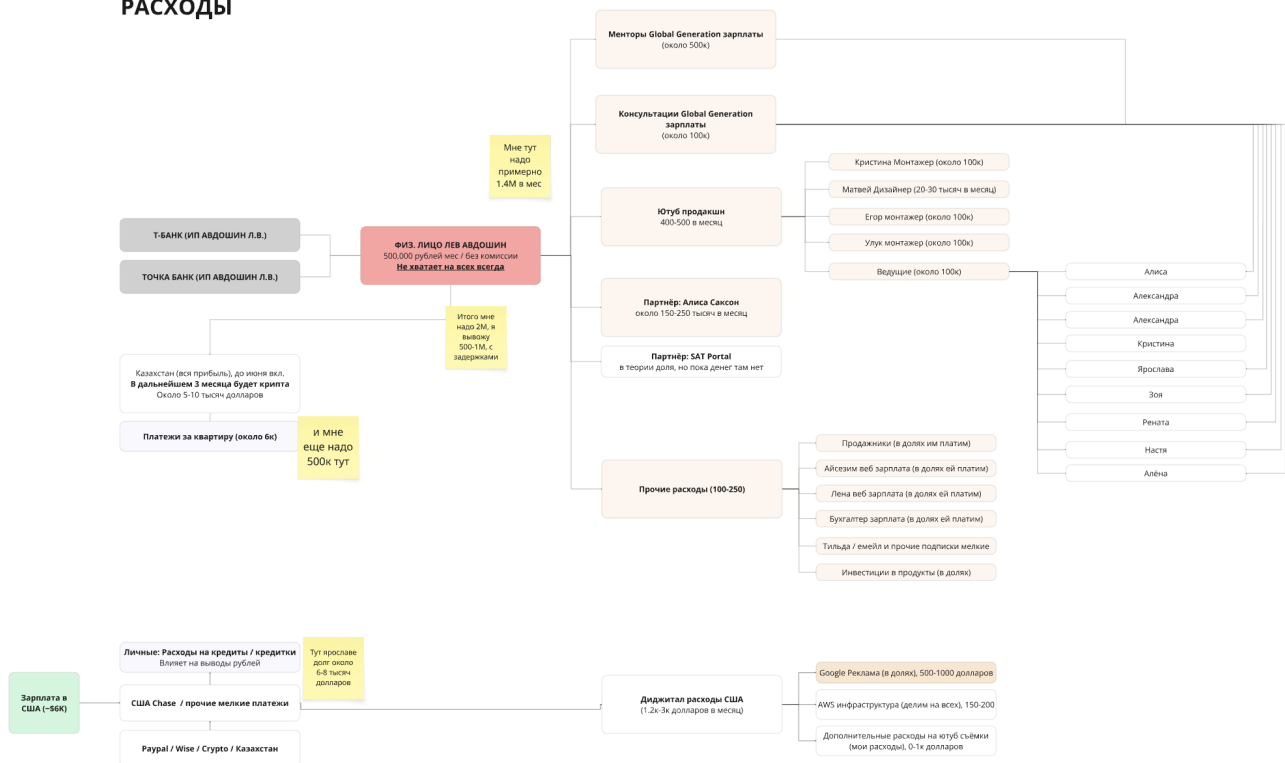 РАСХОДЫ
Менторы Global Generation зарплаты
(около 500к)
Консультации Global Generation
зарплаты
(около 100к)
Мне тут
надо
примерно
1.4М в мес
Ютуб продакшн
400-500 в месяц
Кристина Монтажер (около 100к)
Матвей Дизайнер (20-30 тысяч в месяц)
Егор монтажер (около 100к)
Улук монтажер (около 100к)
Ведущие (около 100к)
Т-БАНК (ИП АВДОШИН Л.В.)
ТОЧКА БАНК (ИП АВДОШИН Л.В.)
ФИЗ. ЛИЦО ЛЕВ АВДОШИН
500,000 рублей мес / без комиссии
Не хватает на всех всегда
Алиса
Александра
Александра
Кристина
Ярослава
Зоя
Рената
Настя
Алёна
Партнёр: Алиса Саксон
около 150-250 тысяч в месяц
Итого мне
надо 2М, я
вывожу
500-1М, с
задержками
Партнёр: SAT Portal
в теории доля, но пока денег там нет
Казахстан (вся прибыль), до июня вкл.
В дальнейшем 3 месяца будет крипта
Около 5-10 тысяч долларов
Платежи за квартиру (около 6к)
и мне
еще надо
500к тут
Прочие расходы (100-250)
Продажники (в долях им платим)
Айсезим веб зарплата (в долях ей платим)
Лена веб зарплата (в долях ей платим)
Бухгалтер зарплата (в долях ей платим)
Тильда / емейл и прочие подписки мелкие
Инвестиции в продукты (в долях)
Личные: Расходы на кредиты / кредитки
Влияет на выводы рублей
Тут ярославе
долг около
6-8 тысяч
долларов
Зарплата в
США (~$6K)
США Chase / прочие мелкие платежи
Paypal / Wise / Crypto / Казахстан
Диджитал расходы США
(1.2к-3к долларов в месяц)
Google Реклама (в долях), 500-1000 долларов
AWS инфраструктура (делим на всех), 150-200
Дополнительные расходы на ютуб съёмки
(мои расходы), 0-1к долларов